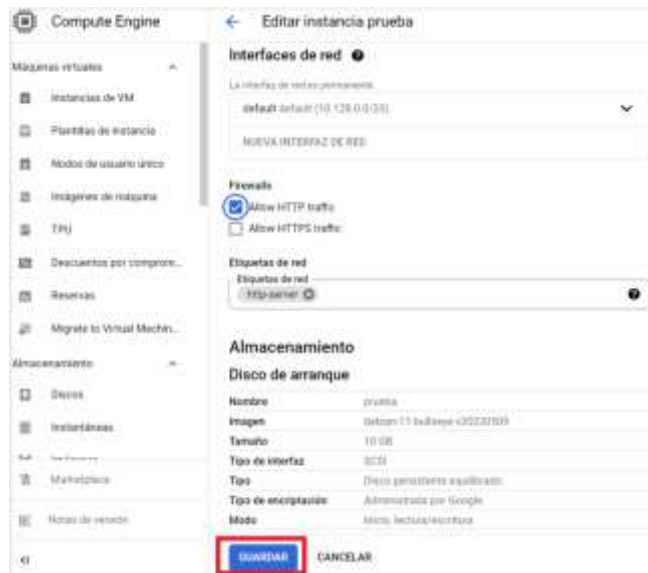 Compute Engine
Máquinas virtuales
Instancias de VM
Plantillas de instancia
Nodos de usuario único
Imágenes de máquina
TPU
Descuentos por comprom...
Reservas
Migrate to Virtual Machin...
Almacenamiento
Discos
Instantáneas
Marketplace
Notas de versión
Editar instancia prueba
Interfaces de red
La interfaz de red es permanente
default default (10.128.0.0/20)
NUEVA INTERFAZ DE RED
Firewalls
Allow HTTP traffic
Allow HTTPS traffic
Etiquetas de red
Etiquetas de red
http-server
Almacenamiento
Disco de arranque
Nombre prueba
Imagen
Tamaño 10 GB
Tipo de interfaz SCSI
Tipo Disco persistente equilibrado
Tipo de encriptación Administrada por Google
Modo Inicio, lectura/escritura
GUARDAR CANCELAR